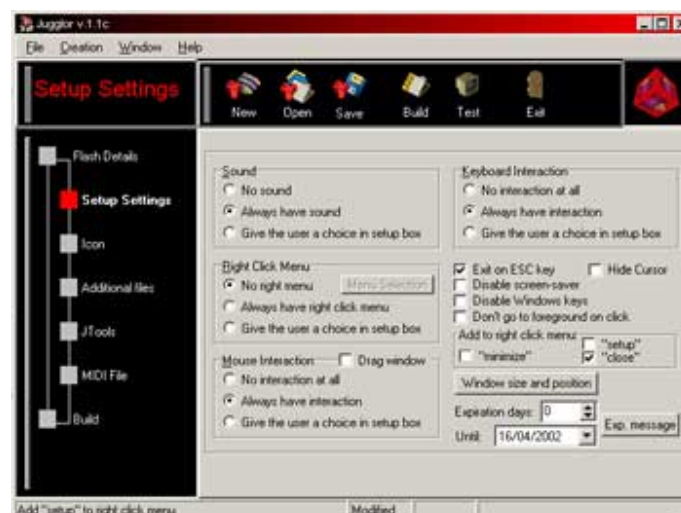 Jugglor v.1.1c
File Creation Window Help
Setup Settings
New Open Save Build Test Exit
Flash Details
Setup Settings
Icon
Additional files
JTools
MIDI File
Build
Sound
No sound
Always have sound
Give the user a choice in setup box
Right Click Menu
No right menu Menu Selection
Always have right click menu
Give the user a choice in setup box
Mouse Interaction Drag window
No interaction at all
Always have interaction
Give the user a choice in setup box
Keyboard Interaction
No interaction at all
Always have interaction
Give the user a choice in setup box
Exit on ESC key Hide Cursor
Disable screen-saver
Disable Windows keys
Don't go to foreground on click
Add to right click menu:
"setup"
"minimize" "close"
Window size and position
Expiration days: 0
Until: 16/04/2002 Exp. message
Add "setup" to right click menu Modified